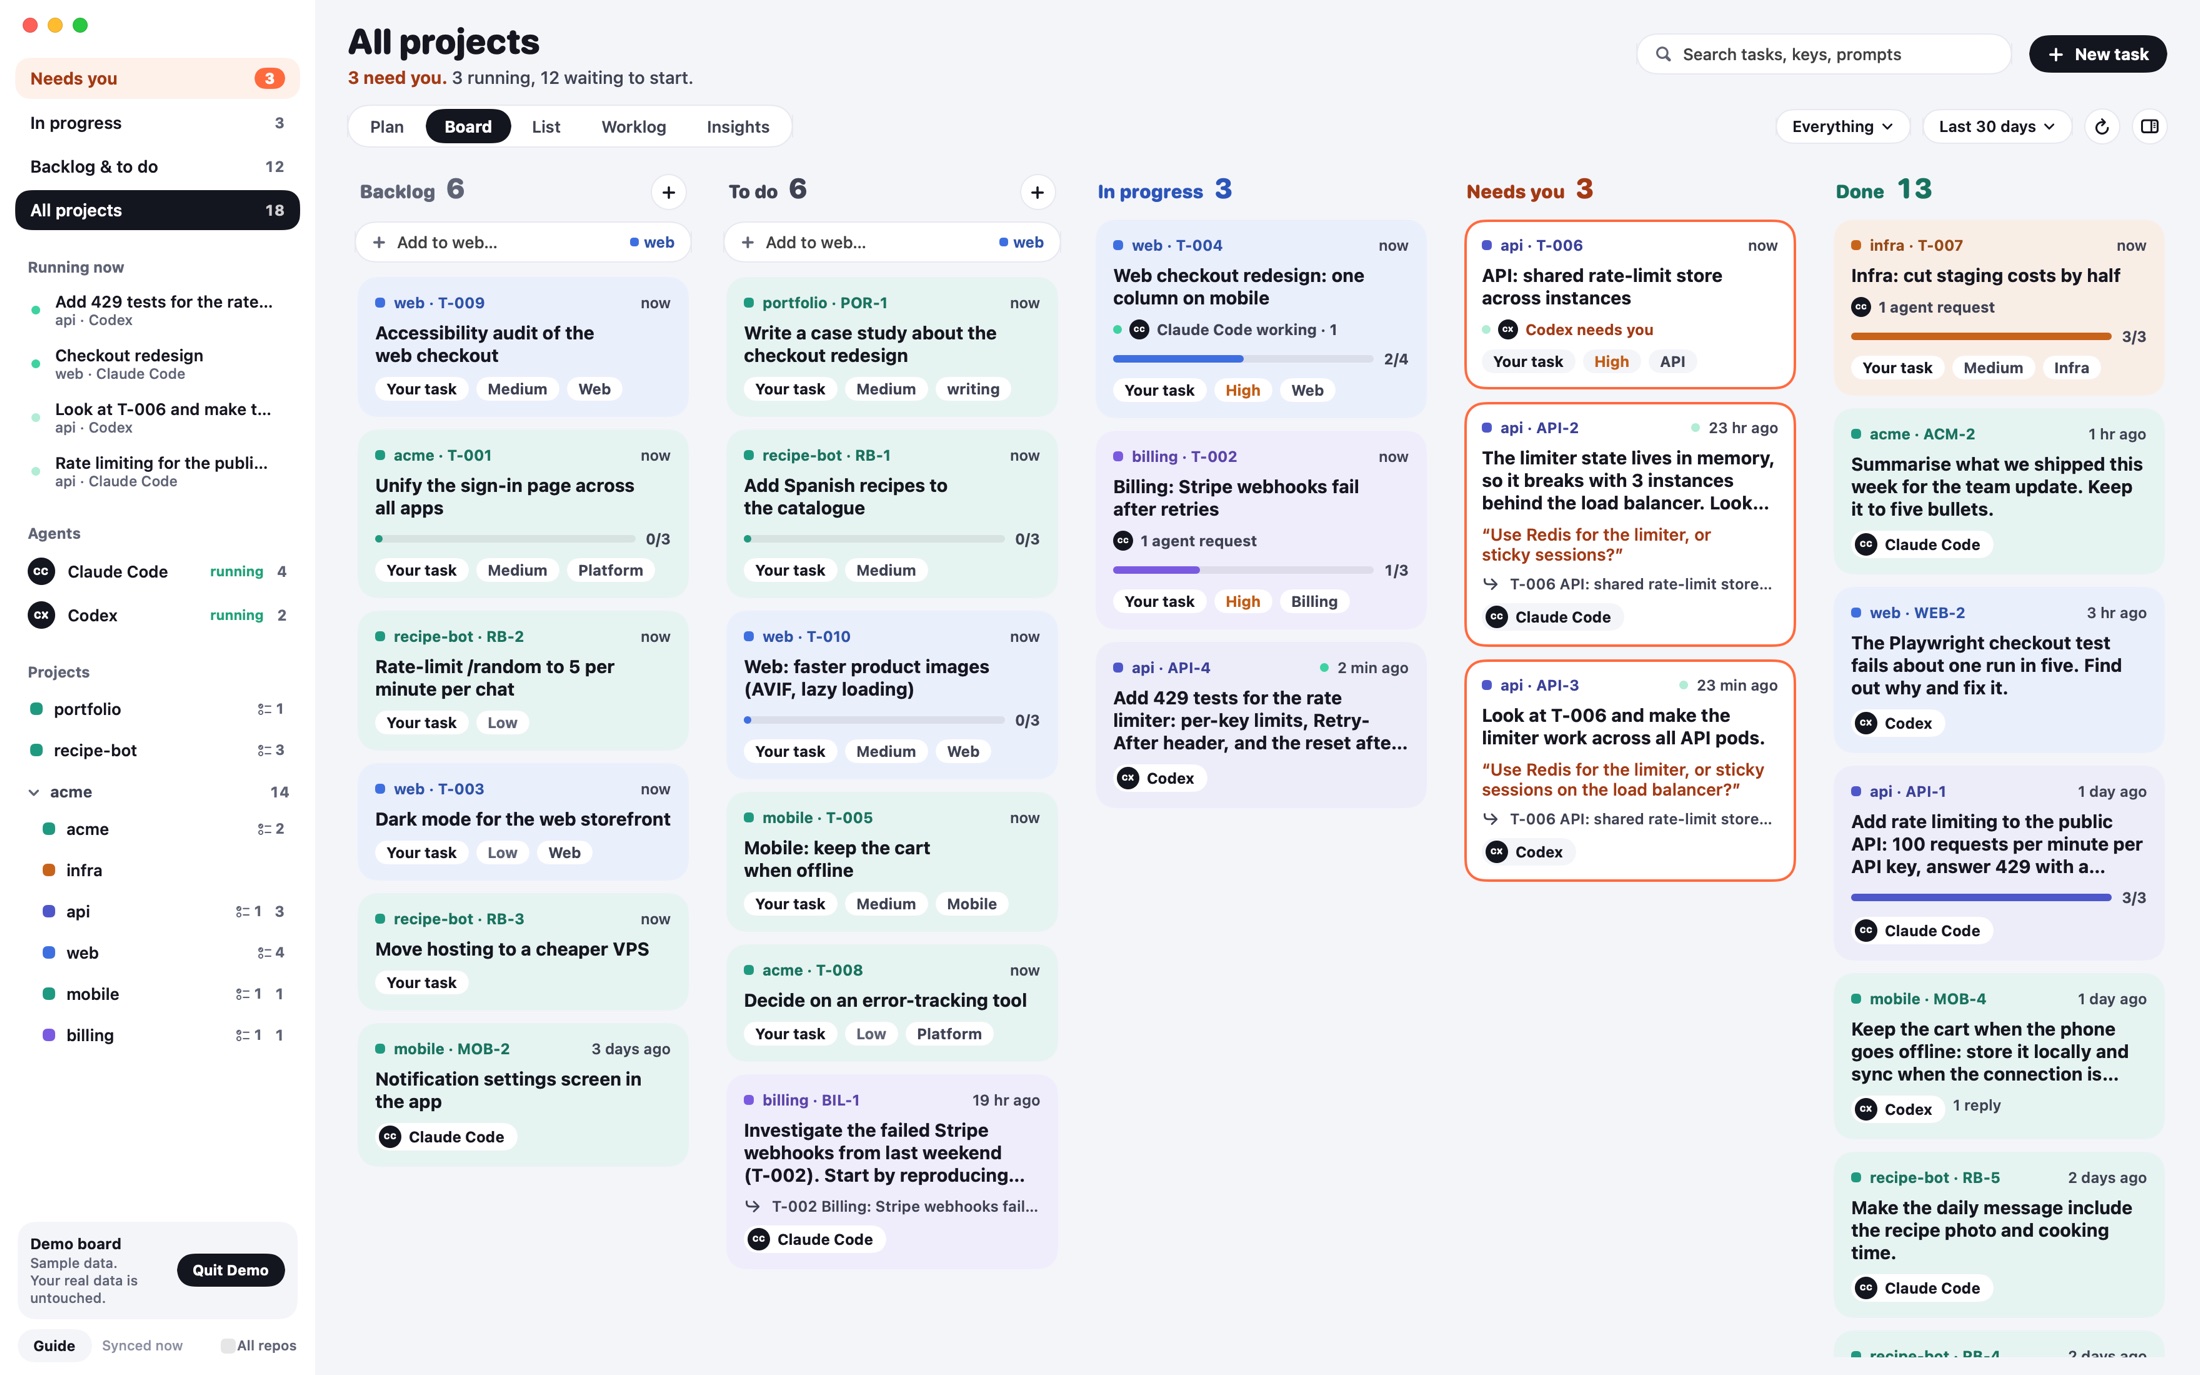 Needs you 3
In progress 3
Backlog & to do 12
All projects 18
Running now
Add 429 tests for the rate...
api · Codex
Checkout redesign
web · Claude Code
Look at T-006 and make t...
api · Codex
Rate limiting for the publi...
api · Claude Code
Agents
cc Claude Code running 4
cx Codex running 2
Projects
portfolio 1
recipe-bot 3
acme 14
acme 2
infra
api 1 3
web 4
mobile 1 1
billing 1 1
Demo board
Sample data.
Your real data is
untouched.
Quit Demo
Guide Synced now All repos
All projects
3 need you. 3 running, 12 waiting to start.
Search tasks, keys, prompts
+ New task
Plan Board List Worklog Insights
Everything Last 30 days
Backlog 6 +
+ Add to web... web
web · T-009 now
Accessibility audit of the
web checkout
Your task Medium Web
acme · T-001 now
Unify the sign-in page across
all apps
0/3
Your task Medium Platform
recipe-bot · RB-2 now
Rate-limit /random to 5 per
minute per chat
Your task Low
web · T-003 now
Dark mode for the web storefront
Your task Low Web
recipe-bot · RB-3 now
Move hosting to a cheaper VPS
Your task
mobile · MOB-2 3 days ago
Notification settings screen in
the app
cc Claude Code
To do 6 +
+ Add to web... web
portfolio · POR-1 now
Write a case study about the
checkout redesign
Your task Medium writing
recipe-bot · RB-1 now
Add Spanish recipes to
the catalogue
0/3
Your task Medium
web · T-010 now
Web: faster product images
(AVIF, lazy loading)
0/3
Your task Medium Web
mobile · T-005 now
Mobile: keep the cart
when offline
Your task Medium Mobile
acme · T-008 now
Decide on an error-tracking tool
Your task Low Platform
billing · BIL-1 19 hr ago
Investigate the failed Stripe
webhooks from last weekend
(T-002). Start by reproducing...
T-002 Billing: Stripe webhooks fail...
cc Claude Code
In progress 3
web · T-004 now
Web checkout redesign: one
column on mobile
cc Claude Code working · 1
2/4
Your task High Web
billing · T-002 now
Billing: Stripe webhooks fail
after retries
cc 1 agent request
1/3
Your task High Billing
api · API-4 2 min ago
Add 429 tests for the rate
limiter: per-key limits, Retry-
After header, and the reset afte...
cx Codex
Needs you 3
api · T-006 now
API: shared rate-limit store
across instances
cx Codex needs you
Your task High API
api · API-2 23 hr ago
The limiter state lives in memory,
so it breaks with 3 instances
behind the load balancer. Look...
“Use Redis for the limiter, or
sticky sessions?”
T-006 API: shared rate-limit store...
cc Claude Code
api · API-3 23 min ago
Look at T-006 and make the
limiter work across all API pods.
“Use Redis for the limiter, or sticky
sessions on the load balancer?”
T-006 API: shared rate-limit store...
cx Codex
Done 13
infra · T-007 now
Infra: cut staging costs by half
cc 1 agent request
3/3
Your task Medium Infra
acme · ACM-2 1 hr ago
Summarise what we shipped this
week for the team update. Keep
it to five bullets.
cc Claude Code
web · WEB-2 3 hr ago
The Playwright checkout test
fails about one run in five. Find
out why and fix it.
cx Codex
api · API-1 1 day ago
Add rate limiting to the public
API: 100 requests per minute per
API key, answer 429 with a...
3/3
cc Claude Code
mobile · MOB-4 1 day ago
Keep the cart when the phone
goes offline: store it locally and
sync when the connection is...
cx Codex 1 reply
recipe-bot · RB-5 2 days ago
Make the daily message include
the recipe photo and cooking
time.
cc Claude Code
recipe-bot · RB-4 2 days ago